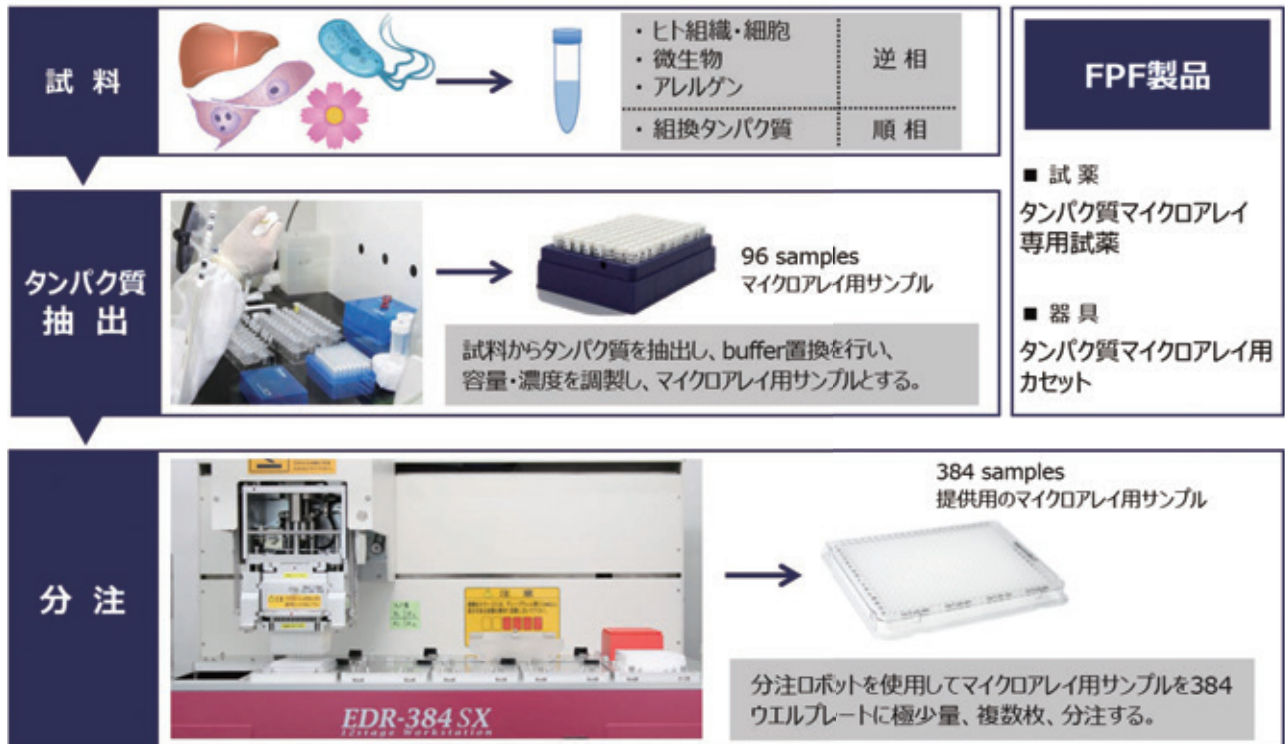 試 料
・ヒト組織・細胞
・微生物
・アレルゲン
逆 相
・組換タンパク質
順 相
FPF製品
■ 試 薬
タンパク質マイクロアレイ
専用試薬
■ 器 具
タンパク質マイクロアレイ用
カセット
タンパク質
抽 出
96 samples
マイクロアレイ用サンプル
試料からタンパク質を抽出し、buffer置換を行い、
容量・濃度を調製し、マイクロアレイ用サンプルとする。
分 注
384 samples
提供用のマイクロアレイ用サンプル
注 意
EDR-384 SX
12stage Workstation
分注ロボットを使用してマイクロアレイ用サンプルを384
ウエルプレートに極少量、複数枚、分注する。